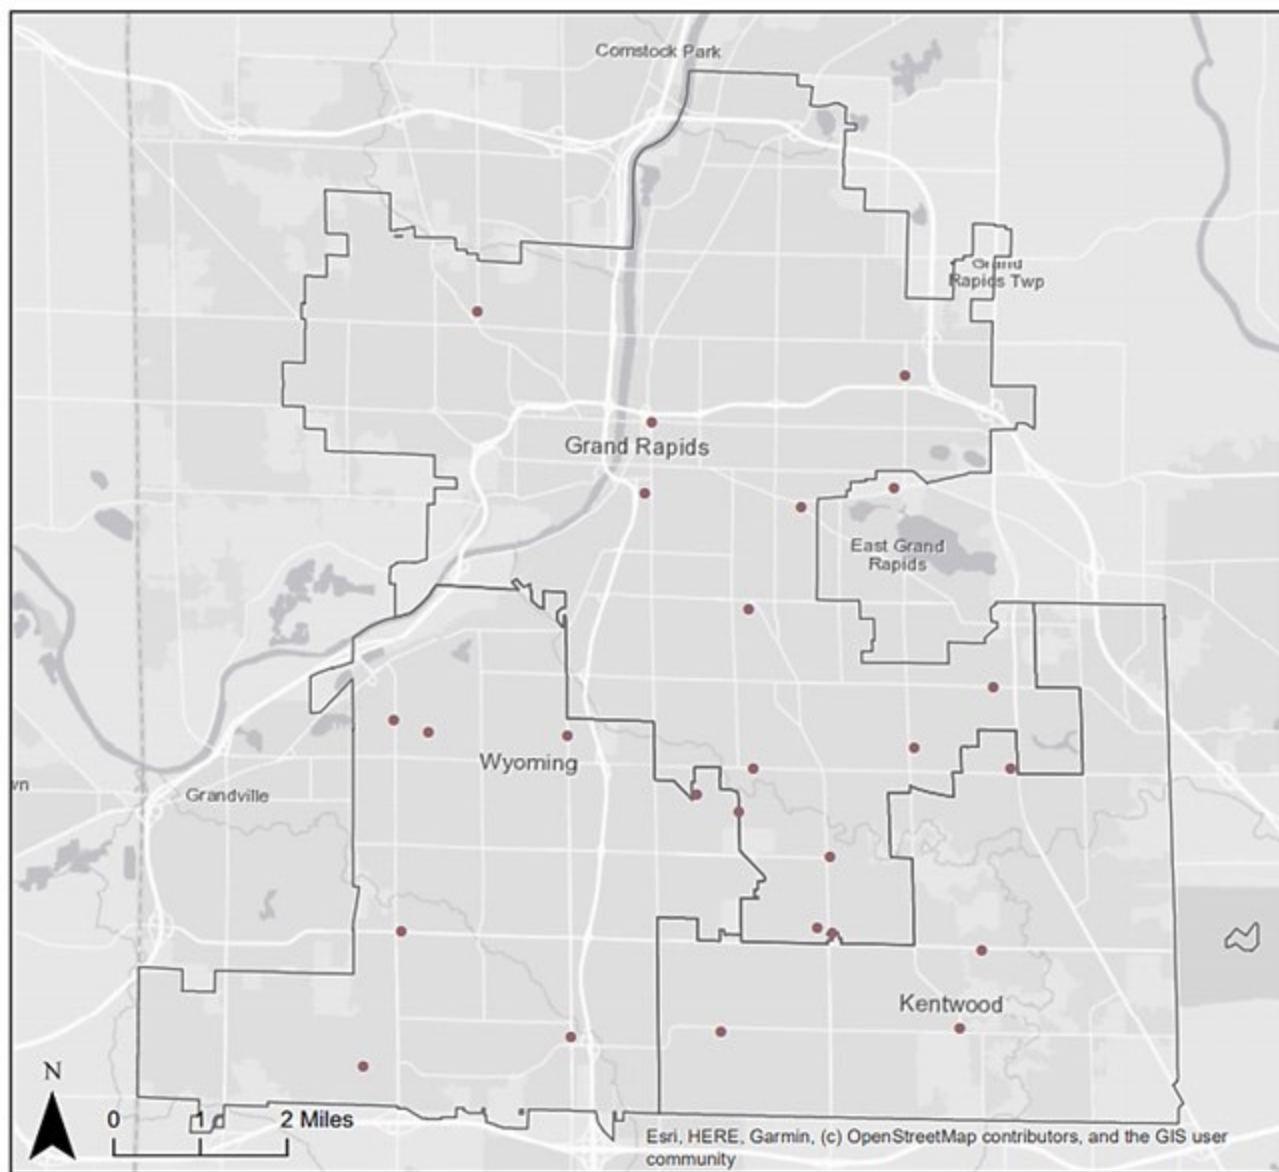 Comstock Park
Grand
Rapids Twp
Grand Rapids
East Grand
Rapids
Wyoming
Grandville
Kentwood
N
0 1 2 Miles
Esri, HERE, Garmin, (c) OpenStreetMap contributors, and the GIS user
community